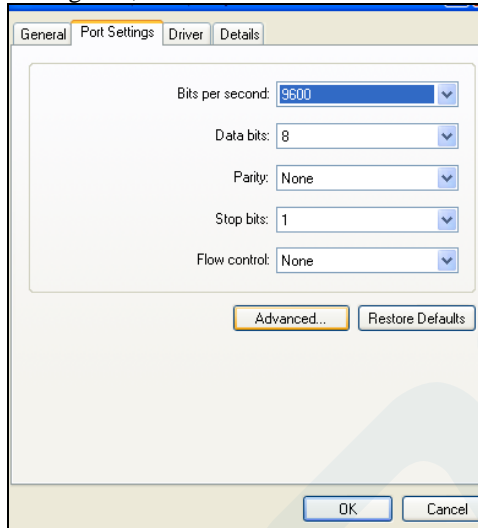 General Port Settings Driver Details
Bits per second: 9600
Data bits: 8
Parity: None
Stop bits: 1
Flow control: None
Advanced... Restore Defaults
OK Cancel